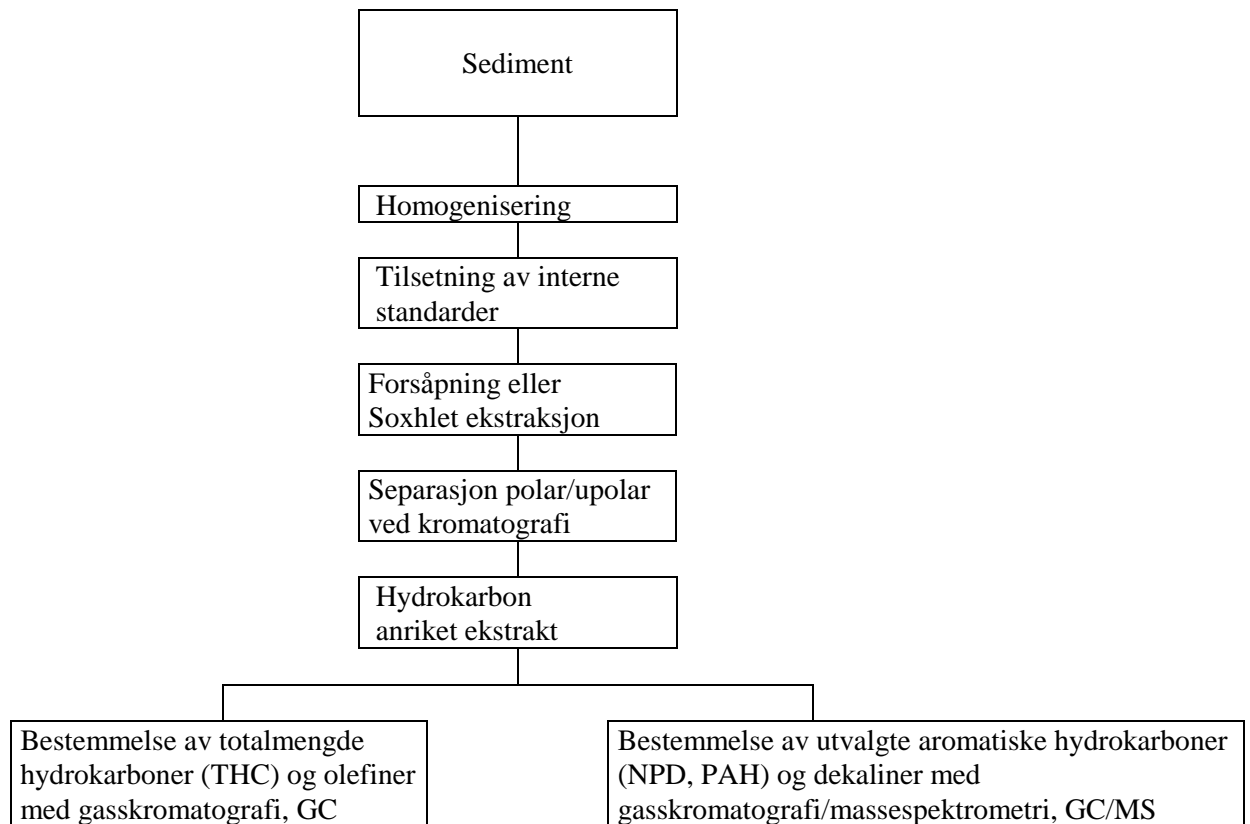 Sediment
Homogenisering
Tilsetning av interne
standarder
Forsåpning eller
Soxhlet ekstraksjon
Separasjon polar/upolar
ved kromatografi
Hydrokarbon
anriket ekstrakt
Bestemmelse av totalmengde
hydrokarboner (THC) og olefiner
med gasskromatografi, GC
Bestemmelse av utvalgte aromatiske hydrokarboner
(NPD, PAH) og dekaliner med
gasskromatografi/massespektrometri, GC/MS